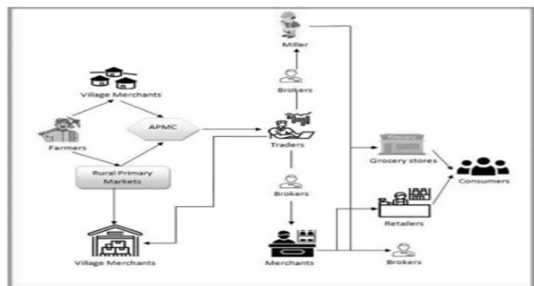 Miller
Village Merchants
Brokers
APMC
Farmers
Traders
Grocery
Grocery stores
Rural Primary
Markets
Consumers
Brokers
Retailers
Village Merchants
Merchants
Brokers